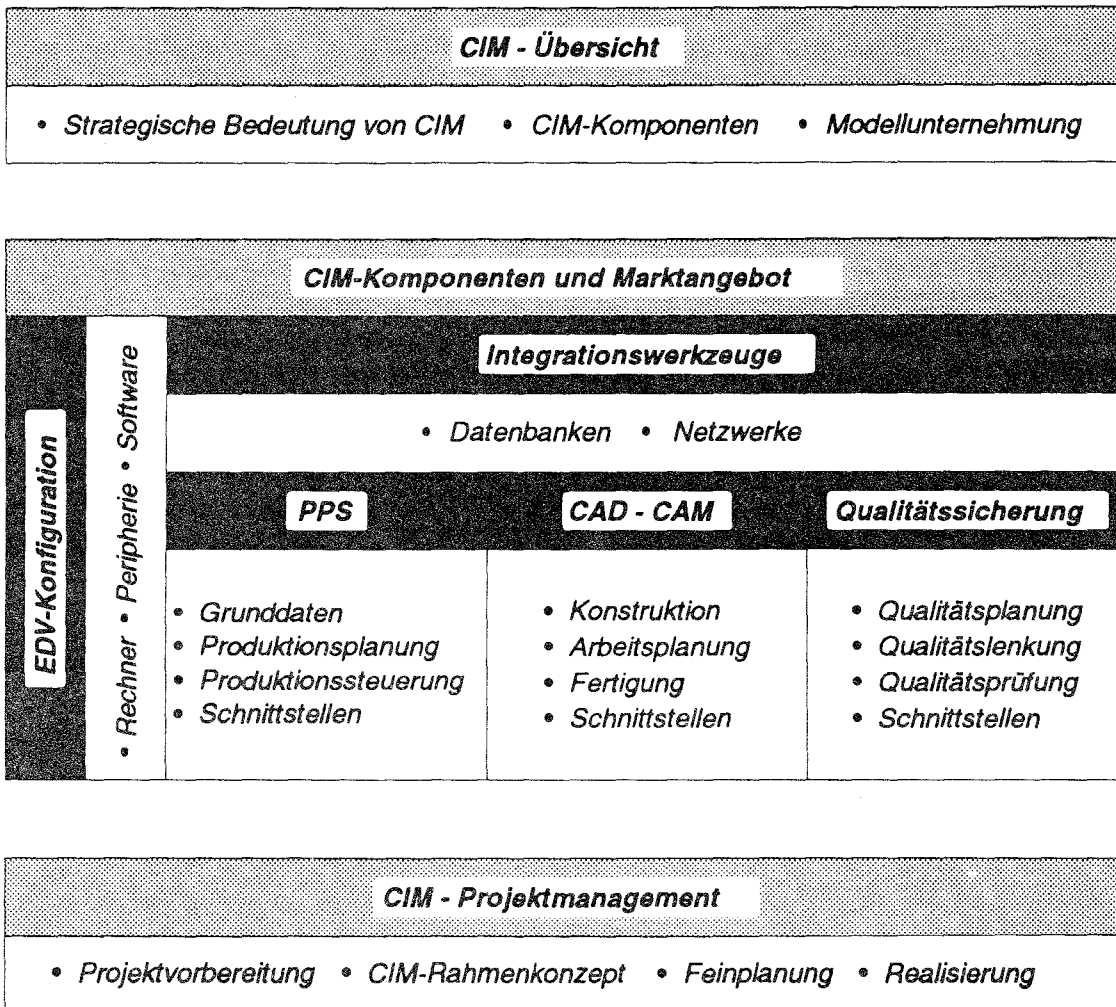 CIM - Übersicht
• Strategische Bedeutung von CIM • CIM-Komponenten • Modellunternehmung
CIM-Komponenten und Marktangebot
EDV-Konfiguration
• Rechner • Peripherie • Software
Integrationswerkzeuge
• Datenbanken • Netzwerke
PPS
• Grunddaten
• Produktionsplanung
• Produktionssteuerung
• Schnittstellen
CAD - CAM
• Konstruktion
• Arbeitsplanung
• Fertigung
• Schnittstellen
Qualitätssicherung
• Qualitätsplanung
• Qualitätslenkung
• Qualitätsprüfung
• Schnittstellen
CIM - Projektmanagement
• Projektvorbereitung • CIM-Rahmenkonzept • Feinplanung • Realisierung